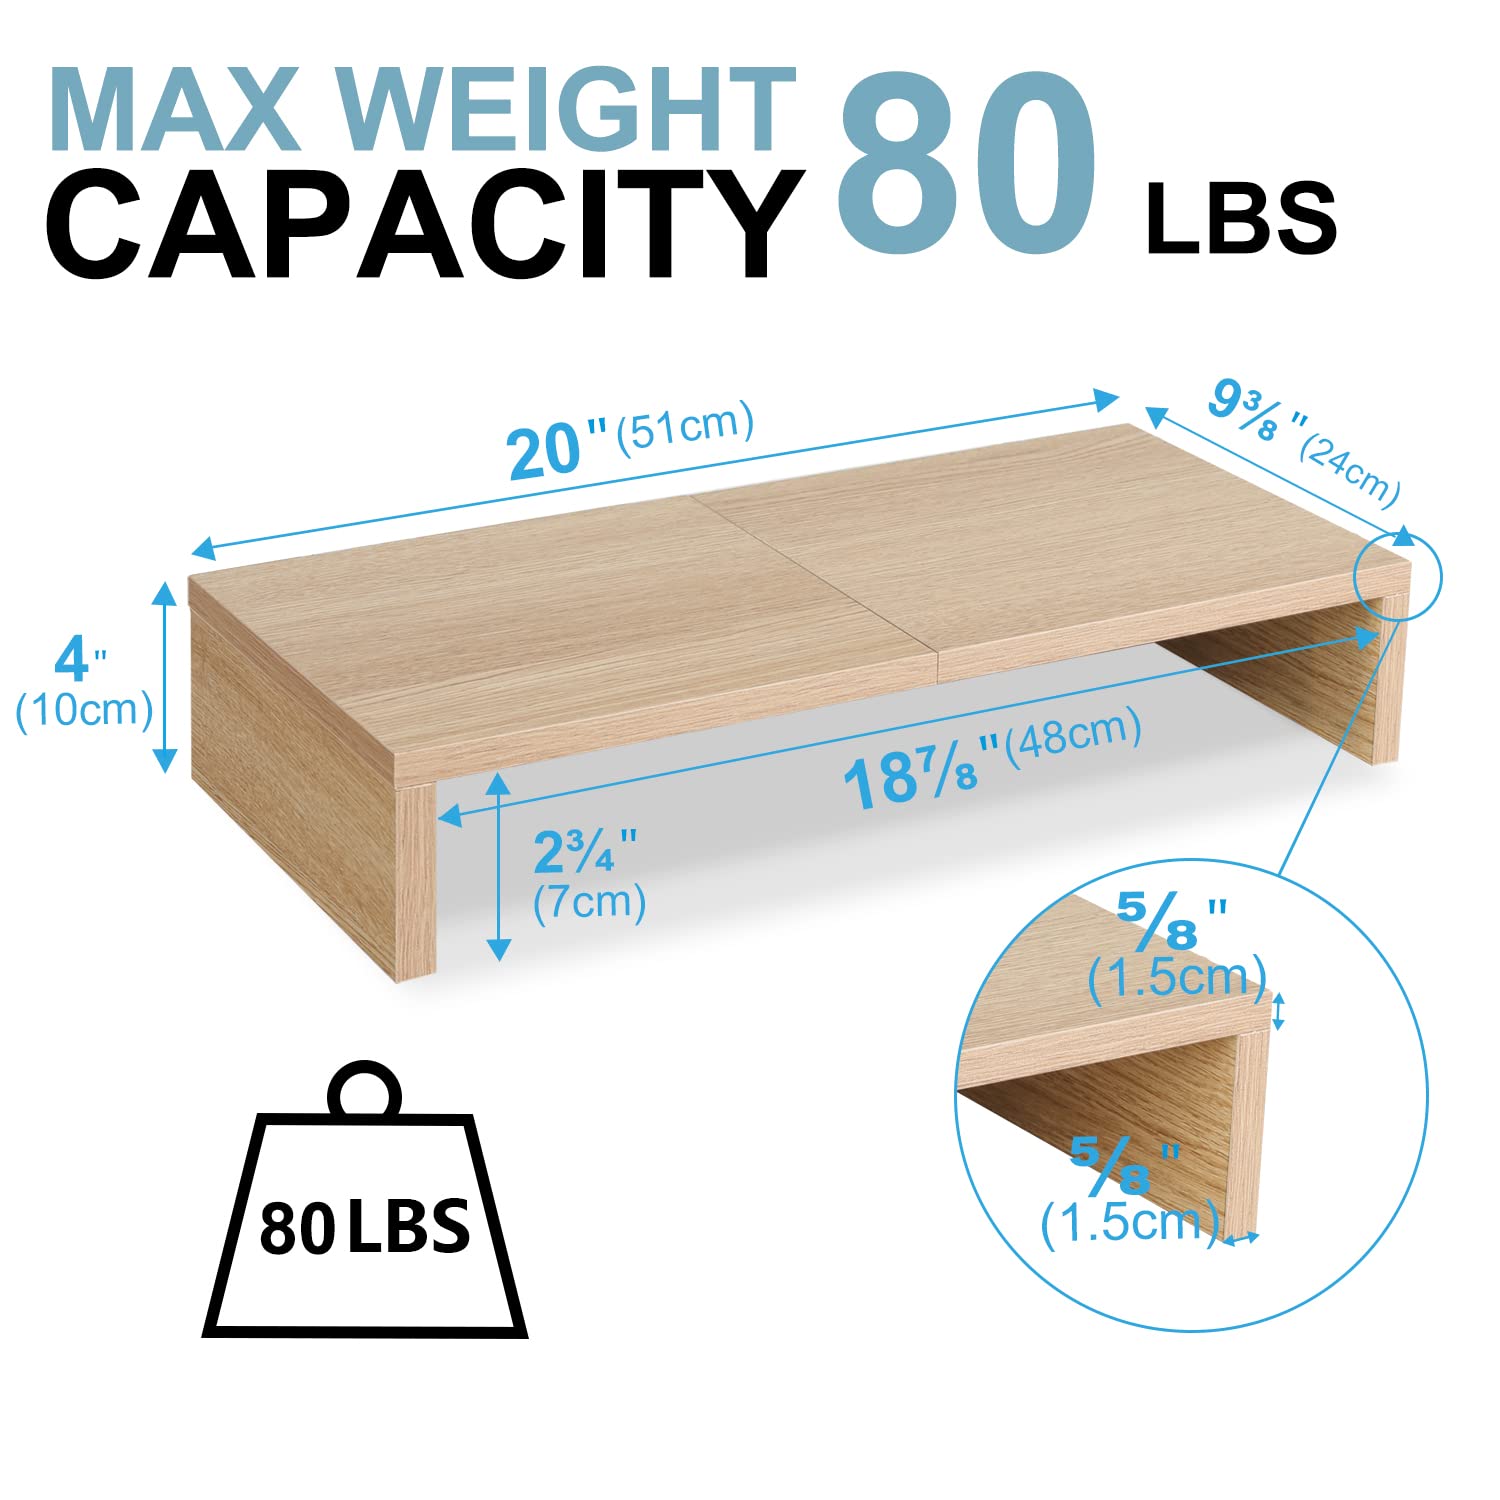 MAX WEIGHT
CAPACITY
80 LBS
20" (51cm)
9⅜" (24cm)
4"
(10cm)
18⅞" (48cm)
2¾"
(7cm)
⅝"
(1.5cm)
⅝"
(1.5cm)
80 LBS